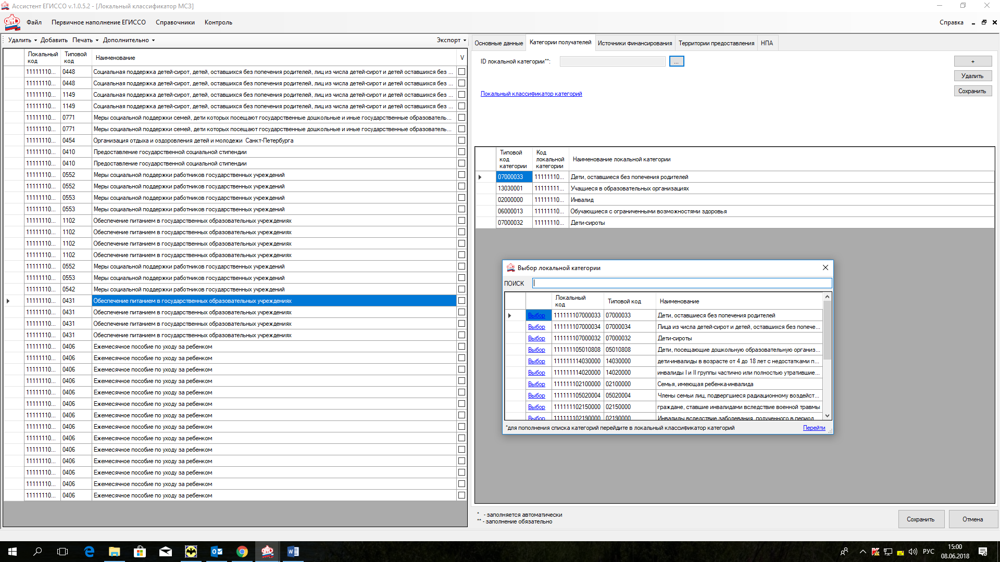 Ассистент ЕГИССО v.1.0.5.2 - [Локальный классификатор МСЗ]
Файл Первичное наполнение ЕГИССО Справочники Контроль Справка
Удалить Добавить Печать Дополнительно Экспорт
Локальный код Типовой код Наименование V
11111110... 0448 Социальная поддержка детей-сирот, детей, оставшихся без попечения родителей, лиц из числа детей-сирот и детей оставшихся без ...
11111110... 0448 Социальная поддержка детей-сирот, детей, оставшихся без попечения родителей, лиц из числа детей-сирот и детей оставшихся без ...
11111110... 1149 Социальная поддержка детей-сирот, детей, оставшихся без попечения родителей, лиц из числа детей-сирот и детей оставшихся без ...
11111110... 1149 Социальная поддержка детей-сирот, детей, оставшихся без попечения родителей, лиц из числа детей-сирот и детей оставшихся без ...
11111110... 0771 Меры социальной поддержки семей, дети которых посещают государственные дошкольные и иные государственные образователь...
11111110... 0771 Меры социальной поддержки семей, дети которых посещают государственные дошкольные и иные государственные образователь...
11111110... 0454 Организация отдыха и оздоровления детей и молодежи Санкт-Петербурга
11111110... 0410 Предоставление государственной социальной стипендии
11111110... 0410 Предоставление государственной социальной стипендии
11111110... 0552 Меры социальной поддержки работников государственных учреждений
11111110... 0552 Меры социальной поддержки работников государственных учреждений
11111110... 0553 Меры социальной поддержки работников государственных учреждений
11111110... 0553 Меры социальной поддержки работников государственных учреждений
11111110... 1102 Обеспечение питанием в государственных образовательных учреждениях
11111110... 1102 Обеспечение питанием в государственных образовательных учреждениях
11111110... 1102 Обеспечение питанием в государственных образовательных учреждениях
11111110... 1102 Обеспечение питанием в государственных образовательных учреждениях
11111110... 0552 Меры социальной поддержки работников государственных учреждений
11111110... 0553 Меры социальной поддержки работников государственных учреждений
11111110... 0542 Меры социальной поддержки работников государственных учреждений
11111110... 0431 Обеспечение питанием в государственных образовательных учреждениях
11111110... 0431 Обеспечение питанием в государственных образовательных учреждениях
11111110... 0431 Обеспечение питанием в государственных образовательных учреждениях
11111110... 0431 Обеспечение питанием в государственных образовательных учреждениях
11111110... 0406 Ежемесячное пособие по уходу за ребенком
11111110... 0406 Ежемесячное пособие по уходу за ребенком
11111110... 0406 Ежемесячное пособие по уходу за ребенком
11111110... 0406 Ежемесячное пособие по уходу за ребенком
11111110... 0406 Ежемесячное пособие по уходу за ребенком
11111110... 0406 Ежемесячное пособие по уходу за ребенком
11111110... 0406 Ежемесячное пособие по уходу за ребенком
11111110... 0406 Ежемесячное пособие по уходу за ребенком
11111110... 0406 Ежемесячное пособие по уходу за ребенком
11111110... 0406 Ежемесячное пособие по уходу за ребенком
11111110... 0406 Ежемесячное пособие по уходу за ребенком
11111110... 0406 Ежемесячное пособие по уходу за ребенком
11111110... 0406 Ежемесячное пособие по уходу за ребенком
11111110... 0406 Ежемесячное пособие по уходу за ребенком
Основные данные Категории получателей Источники финансирования Территории предоставления НПА
ID локальной категории**: ... +
Удалить
Сохранить
Локальный классификатор категорий
Типовой код категории Код локальной категории Наименование локальной категории
07000033 11111110... Дети, оставшиеся без попечения родителей
13030001 11111111... Учащиеся в образовательных организациях
02000000 11111110... Инвалид
06000013 11111110... Обучающиеся с ограниченными возможностями здоровья
07000032 11111110... Дети-сироты
Выбор локальной категории
ПОИСК
Локальный код Типовой код Наименование
Выбор 111111107000033 07000033 Дети, оставшиеся без попечения родителей
Выбор 111111107000034 07000034 Лица из числа детей-сирот и детей, оставшихся без попече...
Выбор 111111107000032 07000032 Дети-сироты
Выбор 111111105010808 05010808 Дети, посещающие дошкольную образовательную организ...
Выбор 111111114030000 14030000 дети-инвалиды в возрасте от 4 до 18 лет с недостатками п...
Выбор 111111114020000 14020000 инвалиды I и II группы частично или полностью утратившие...
Выбор 111111102100000 02100000 Семья, имеющая ребенка-инвалида
Выбор 111111105020004 05020004 Члены семьи лиц, подвергшиеся радиационному воздейст...
Выбор 111111102150000 02150000 граждане, ставшие инвалидами вследствие военной травмы
Выбор 111111102190000 02190000 Инвалиды вследствие заболевания, полученного в период
*для пополнения списка категорий перейдите в локальный классификатор категорий Перейти
* - заполняется автоматически
** - заполнение обязательно
Сохранить Отмена
РУС 15:00
08.06.2018